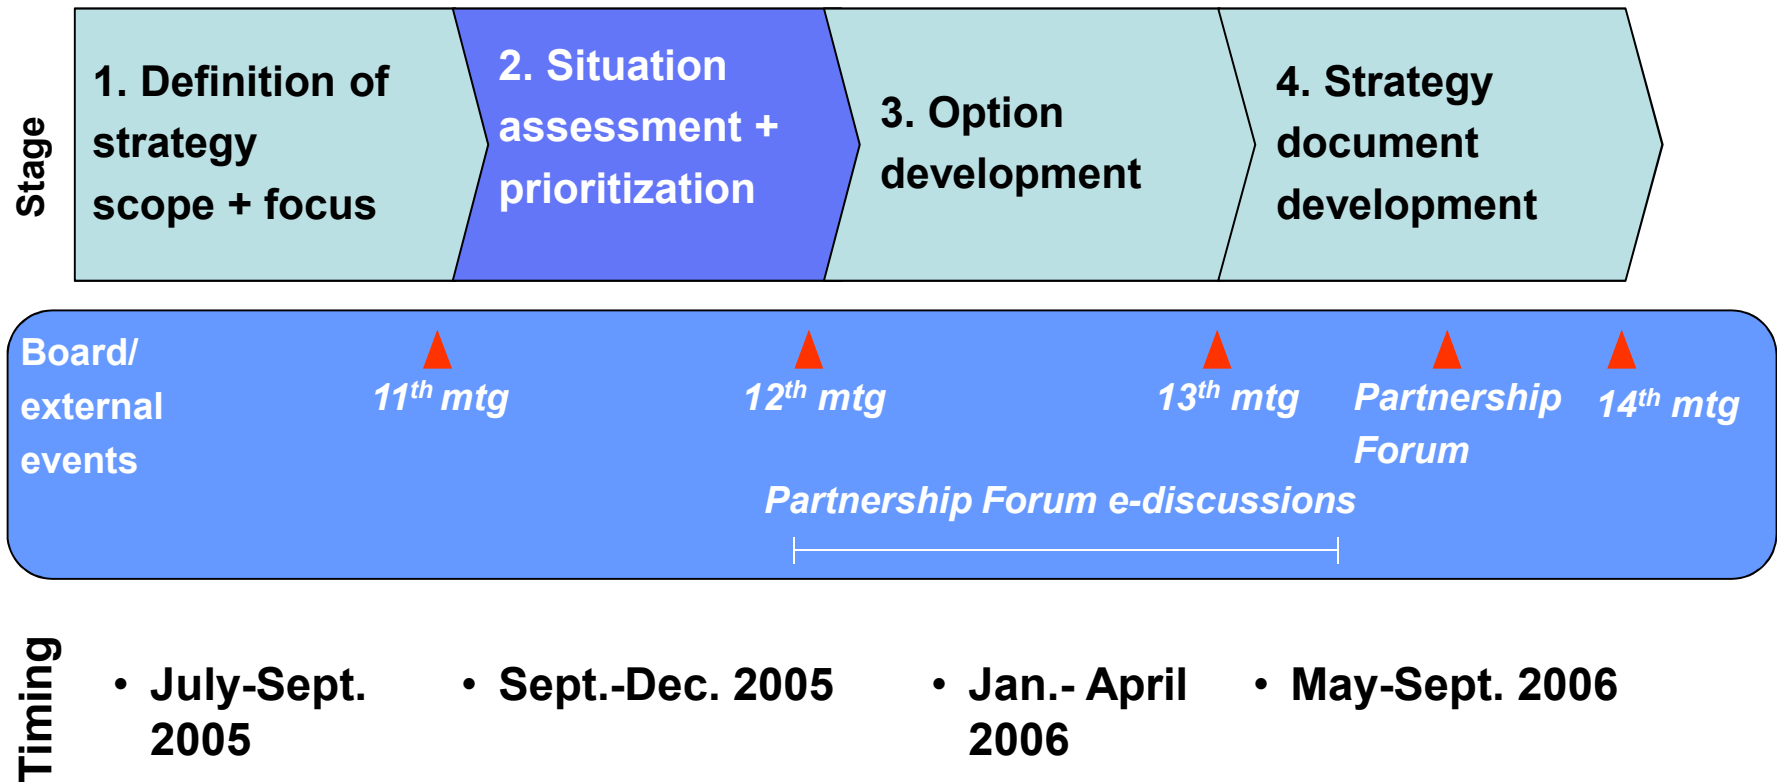 Stage
1. Definition of
strategy
scope + focus
2. Situation
assessment +
prioritization
3. Option
development
4. Strategy
document
development
Board/
external
events
11th mtg
12th mtg
13th mtg
Partnership
Forum
14th mtg
Partnership Forum e-discussions
Timing
• July-Sept.
2005
• Sept.-Dec. 2005
• Jan.- April
2006
• May-Sept. 2006